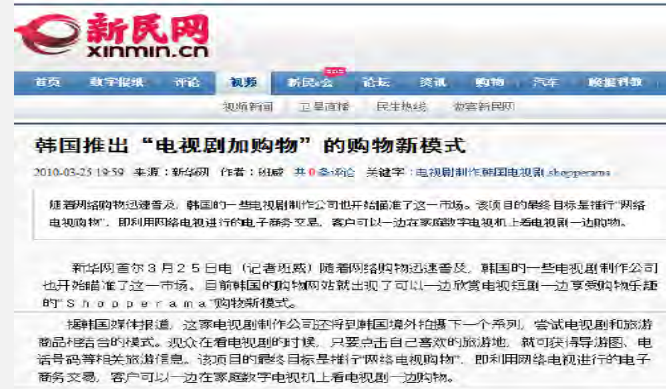 新民网
xinmin.cn
首页 数字报纸 评论 视频 新民e会 论坛 资讯 购物 汽车
视频新闻 卫星直播 民生热线 做客新民网
韩国推出“电视剧加购物”的购物新模式
2010-03-25 19:59 来源：新华网 作者：班威 共0条评论 关键字：电视剧制作韩国电视剧 shopperama
随着网络购物迅速普及，韩国的一些电视剧制作公司也开始瞄准了这一市场。该项目的最终目标是推行“网络
电视购物”，即利用网络电视进行的电子商务交易，客户可以一边在家庭数字电视机上看电视剧一边购物。
新华网首尔３月２５日电（记者班威）随着网络购物迅速普及，韩国的一些电视剧制作公司
也开始瞄准了这一市场。目前韩国的购物网站就出现了可以一边欣赏电视短剧一边享受购物乐趣
的“Ｓｈｏｐｐｅｒａｍａ”购物新模式。
据韩国媒体报道，这家电视剧制作公司还将到韩国境外拍摄下一个系列，尝试电视剧和旅游
商品相结合的模式。观众在看电视剧的时候，只要点击自己喜欢的旅游地，就可获得导游图、电
话号码等相关旅游信息。该项目的最终目标是推行“网络电视购物”，即利用网络电视进行的电子
商务交易，客户可以一边在家庭数字电视机上看电视剧一边购物。